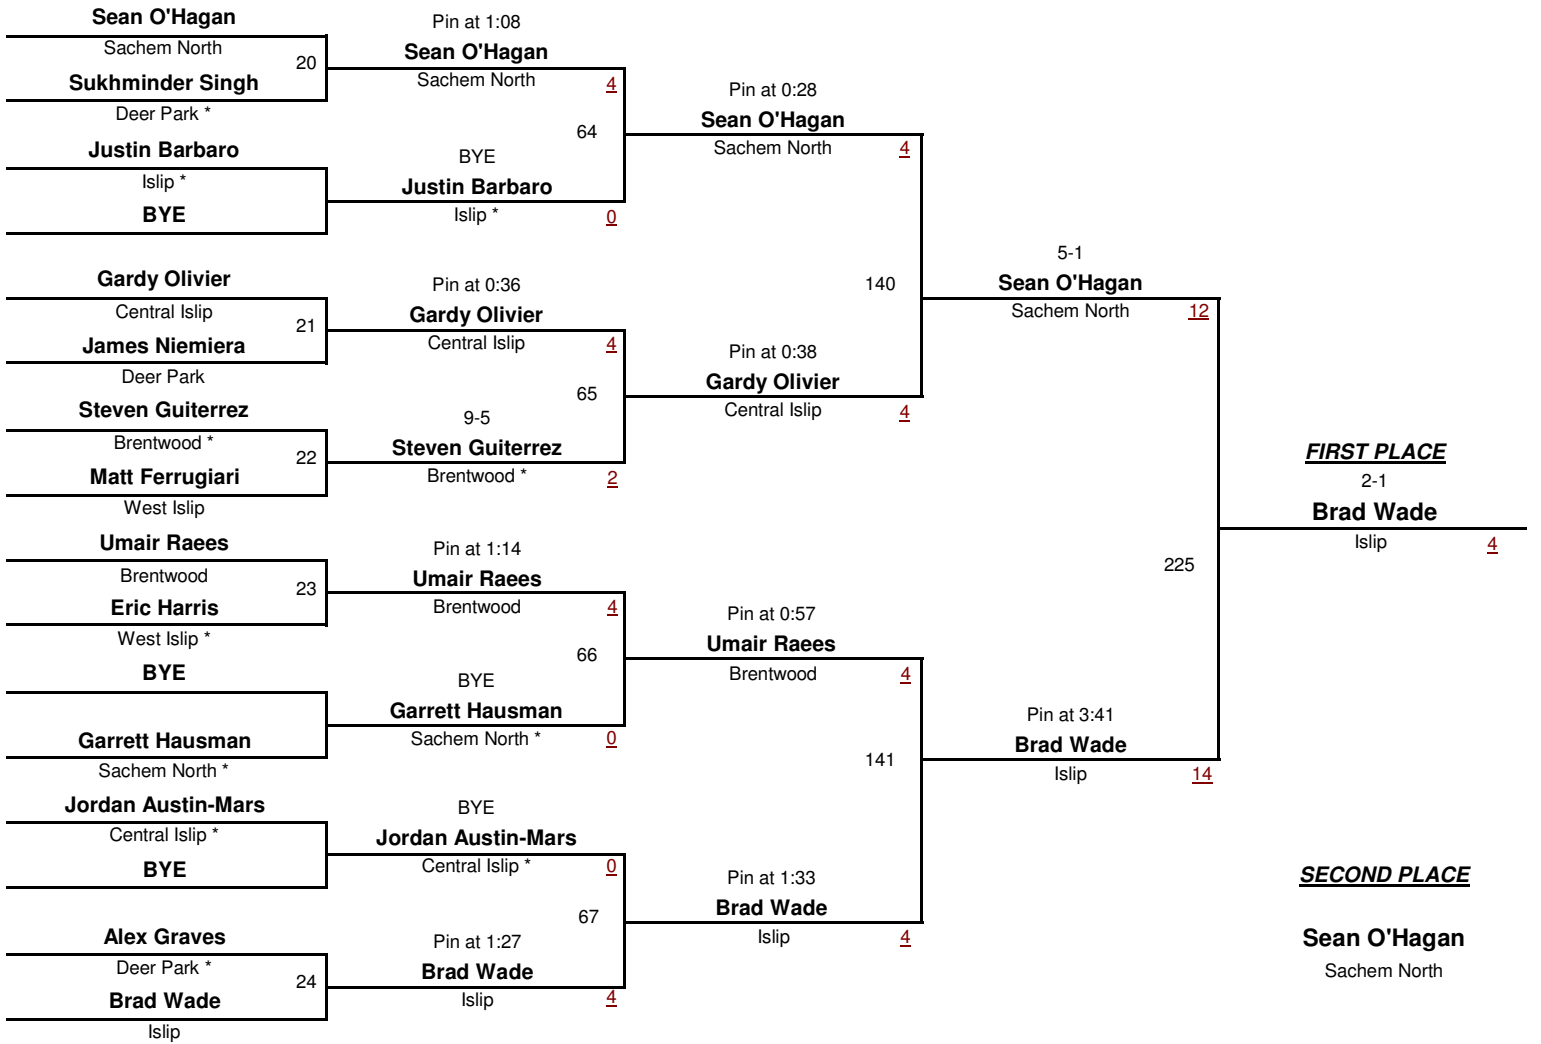 Sean O'Hagan
Sachem North
20
Sukhminder Singh
Deer Park *
Justin Barbaro
Islip *
BYE
Gardy Olivier
Central Islip
21
James Niemiera
Deer Park
Steven Guiterrez
Brentwood *
22
Matt Ferrugiari
West Islip
Umair Raees
Brentwood
23
Eric Harris
West Islip *
BYE
Garrett Hausman
Sachem North *
Jordan Austin-Mars
Central Islip *
BYE
Alex Graves
Deer Park *
24
Brad Wade
Islip
Pin at 1:08
Sean O'Hagan
Sachem North
4
64
BYE
Justin Barbaro
Islip *
0
Pin at 0:36
Gardy Olivier
Central Islip
4
65
9-5
Steven Guiterrez
Brentwood *
2
Pin at 1:14
Umair Raees
Brentwood
4
66
BYE
Garrett Hausman
Sachem North *
0
BYE
Jordan Austin-Mars
Central Islip *
0
67
Pin at 1:27
Brad Wade
Islip
4
Pin at 0:28
Sean O'Hagan
Sachem North
4
140
Pin at 0:38
Gardy Olivier
Central Islip
4
Pin at 0:57
Umair Raees
Brentwood
4
141
Pin at 1:33
Brad Wade
Islip
4
5-1
Sean O'Hagan
Sachem North
12
225
Pin at 3:41
Brad Wade
Islip
14
FIRST PLACE
2-1
Brad Wade
Islip
4
SECOND PLACE
Sean O'Hagan
Sachem North